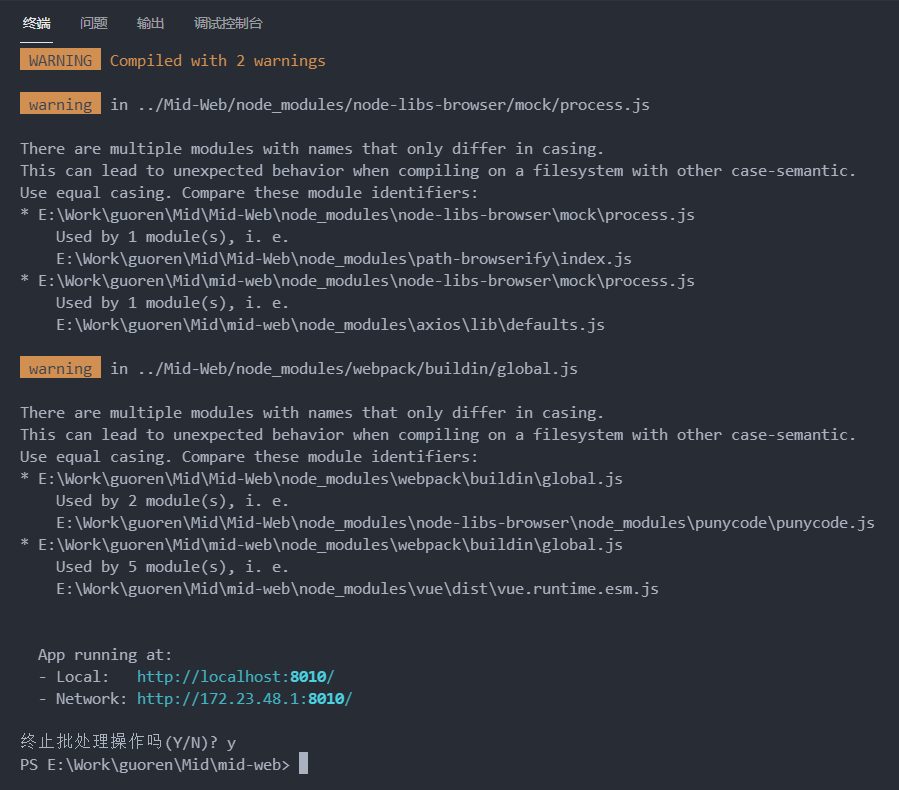 终端 问题 输出 调试控制台
WARNING Compiled with 2 warnings
warning in ../Mid-Web/node_modules/node-libs-browser/mock/process.js
There are multiple modules with names that only differ in casing.
This can lead to unexpected behavior when compiling on a filesystem with other case-semantic.
Use equal casing. Compare these module identifiers:
* E:\Work\guoren\Mid\Mid-Web\node_modules\node-libs-browser\mock\process.js
Used by 1 module(s), i. e.
E:\Work\guoren\Mid\Mid-Web\node_modules\path-browserify\index.js
* E:\Work\guoren\Mid\mid-web\node_modules\node-libs-browser\mock\process.js
Used by 1 module(s), i. e.
E:\Work\guoren\Mid\mid-web\node_modules\axios\lib\defaults.js
warning in ../Mid-Web/node_modules/webpack/buildin/global.js
There are multiple modules with names that only differ in casing.
This can lead to unexpected behavior when compiling on a filesystem with other case-semantic.
Use equal casing. Compare these module identifiers:
* E:\Work\guoren\Mid\Mid-Web\node_modules\webpack\buildin\global.js
Used by 2 module(s), i. e.
E:\Work\guoren\Mid\Mid-Web\node_modules\node-libs-browser\node_modules\punycode\punycode.js
* E:\Work\guoren\Mid\mid-web\node_modules\webpack\buildin\global.js
Used by 5 module(s), i. e.
E:\Work\guoren\Mid\mid-web\node_modules\vue\dist\vue.runtime.esm.js
App running at:
- Local: http://localhost:8010/
- Network: http://172.23.48.1:8010/
终止批处理操作吗(Y/N)? y
PS E:\Work\guoren\Mid\mid-web>